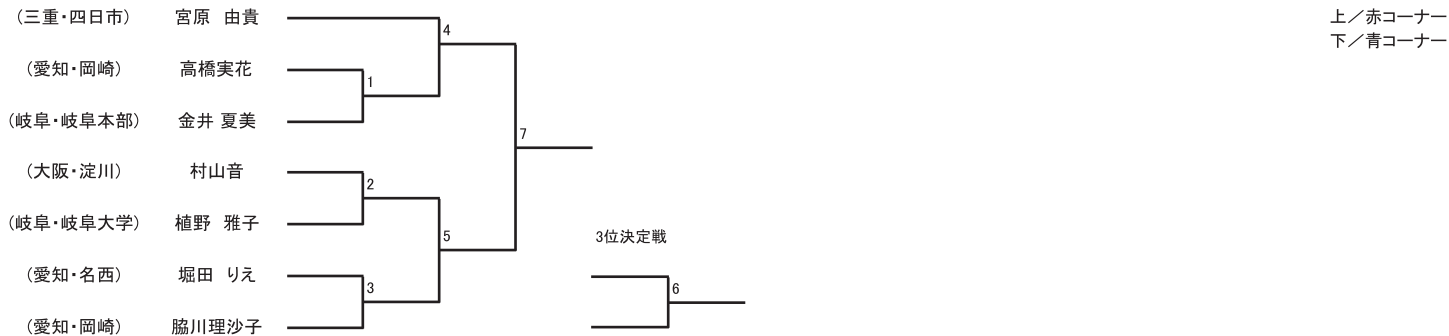 (三重・四日市) 宮原 由貴
上／赤コーナー
4
下／青コーナー
(愛知・岡崎) 高橋実花
1
(岐阜・岐阜本部) 金井 夏美
7
(大阪・淀川) 村山音
2
(岐阜・岐阜大学) 植野 雅子
5
3位決定戦
(愛知・名西) 堀田 りえ
3
6
(愛知・岡崎) 脇川理沙子